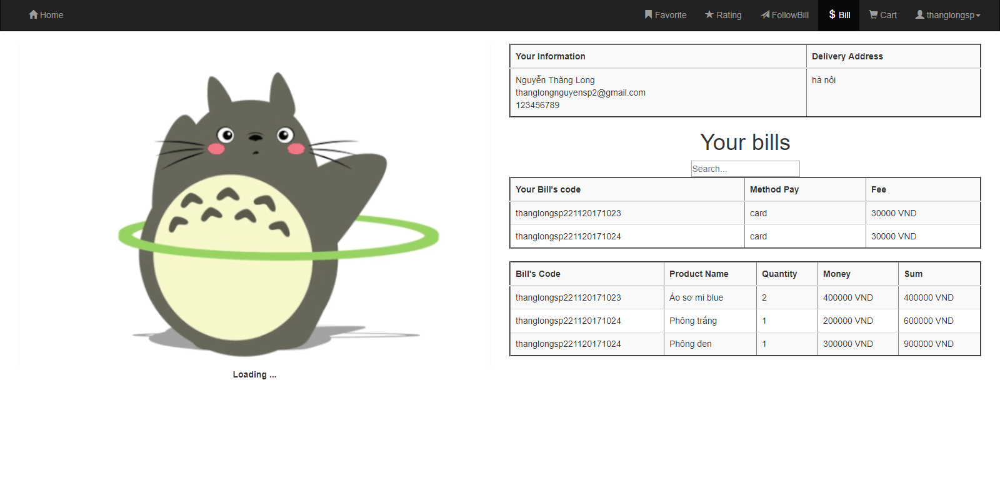 Home Favorite Rating FollowBill $ Bill Cart thanglongsp
Your Information Delivery Address
Nguyễn Thăng Long hà nội
thanglongnguyensp2@gmail.com
123456789
Your bills
Search...
Your Bill's code Method Pay Fee
thanglongsp221120171023 card 30000 VND
thanglongsp221120171024 card 30000 VND
Bill's Code Product Name Quantity Money Sum
thanglongsp221120171023 Áo sơ mi blue 2 400000 VND 400000 VND
thanglongsp221120171024 Phông trắng 1 200000 VND 600000 VND
thanglongsp221120171024 Phông đen 1 300000 VND 900000 VND
Loading ...